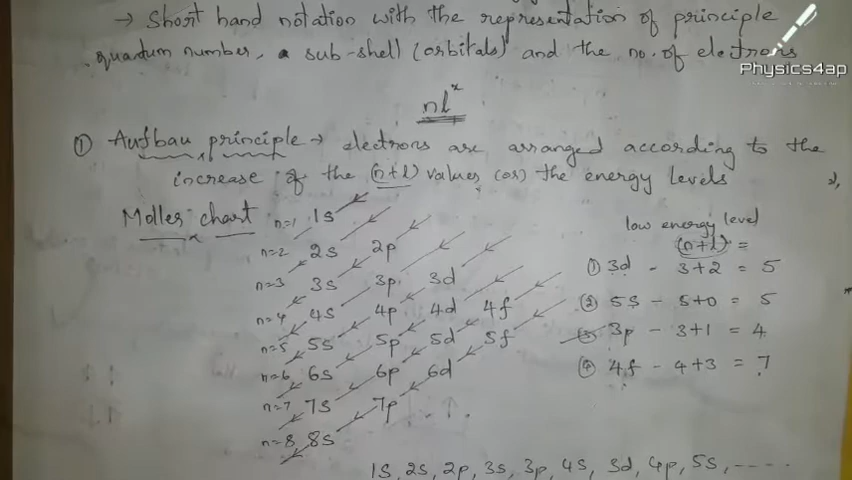 → Short hand notation with the representation of principle
quantum number, sub-shell (orbitals) and the no. of electrons
Physics4ap
nl^x
① Aufbau principle → electrons are arranged according to the
increase of the (n+l) values (or) the energy levels
Moller chart
n=1 1s
n=2 2s 2p
n=3 3s 3p 3d
n=4 4s 4p 4d 4f
n=5 5s 5p 5d 5f
n=6 6s 6p 6d
n=7 7s 7p
n=8 8s
low energy level
(n+l) =
① 3d - 3+2 = 5
② 5s - 5+0 = 5
③ 3p - 3+1 = 4
④ 4f - 4+3 = 7
1s, 2s, 2p, 3s, 3p, 4s, 3d, 4p, 5s, -----